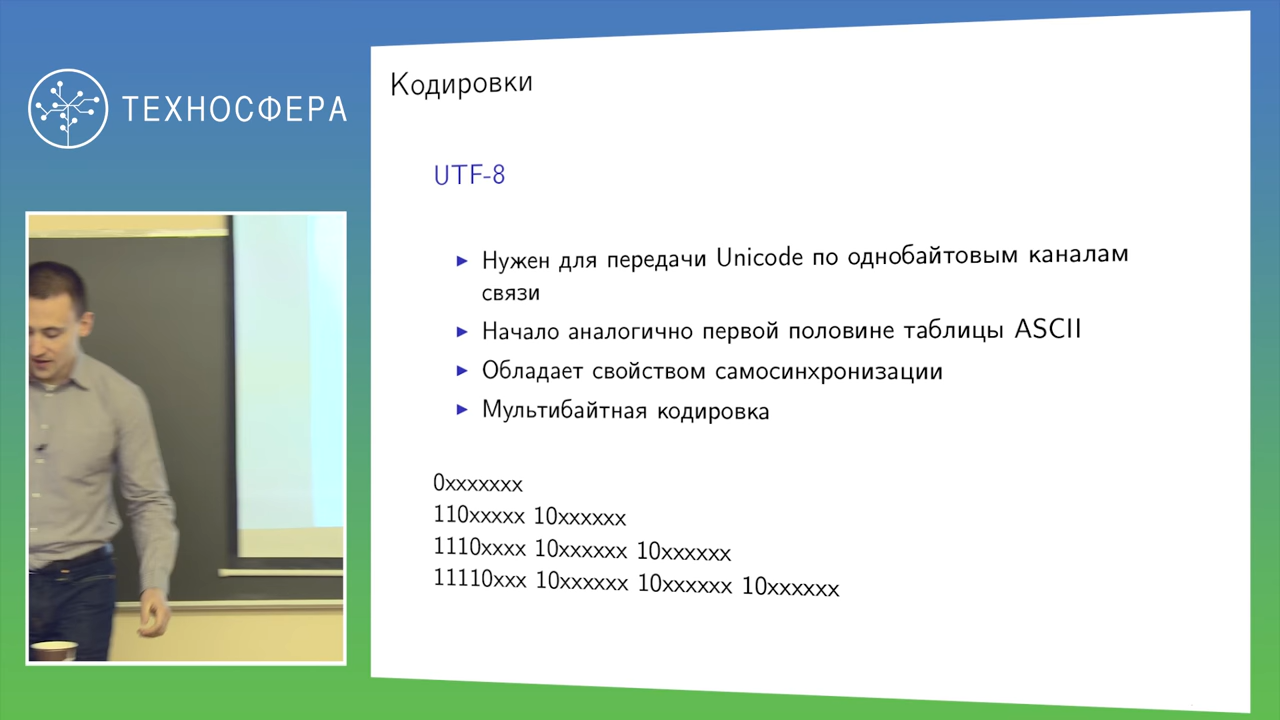 ТЕХНОСФЕРА
Кодировки
UTF-8
▶ Нужен для передачи Unicode по однобайтовым каналам
связи
▶ Начало аналогично первой половине таблицы ASCII
▶ Обладает свойством самосинхронизации
▶ Мультибайтная кодировка
0xxxxxxx
110xxxxx 10xxxxxx
1110xxxx 10xxxxxx 10xxxxxx
11110xxx 10xxxxxx 10xxxxxx 10xxxxxx